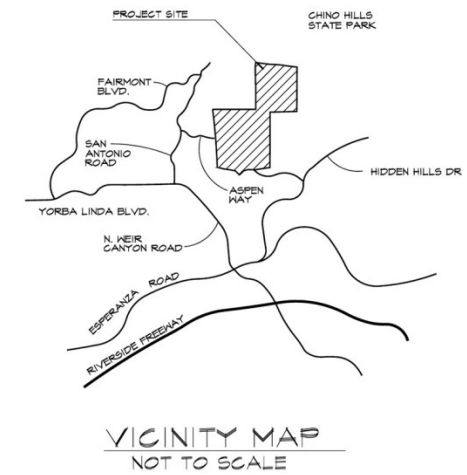 PROJECT SITE
CHINO HILLS
STATE PARK
FAIRMONT
BLVD.
SAN
ANTONIO
ROAD
HIDDEN HILLS DR
ASPEN
WAY
YORBA LINDA BLVD.
N. WEIR
CANYON ROAD
ESPERANZA ROAD
RIVERSIDE FREEWAY
VICINITY MAP
NOT TO SCALE